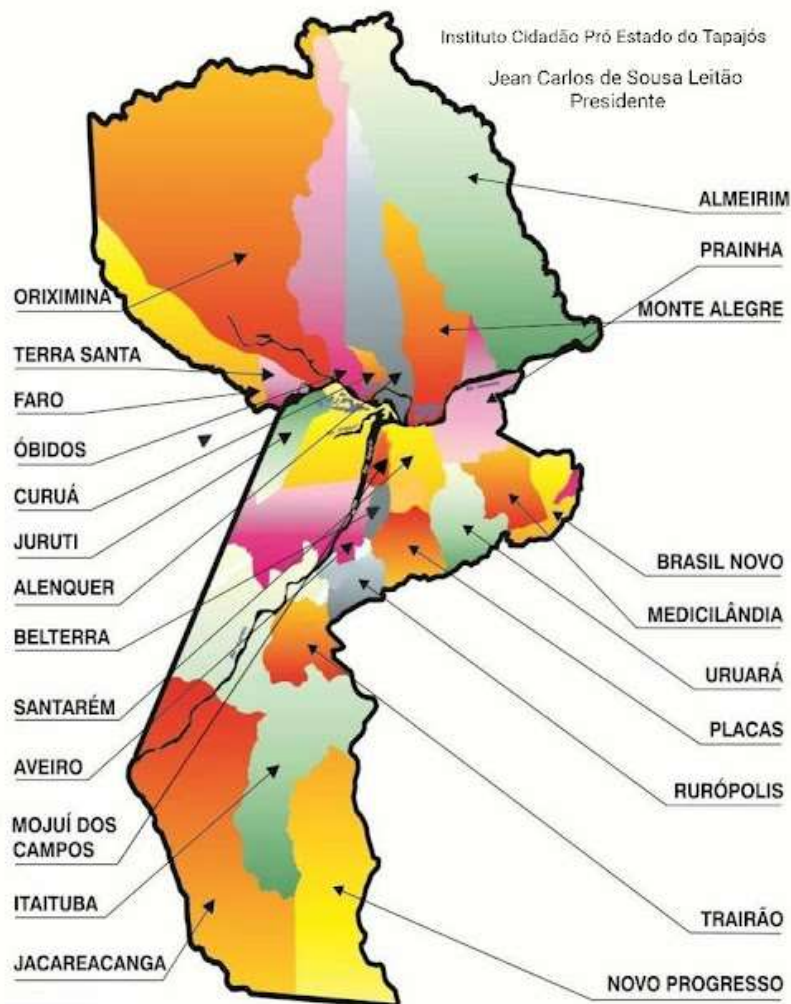 Instituto Cidadão Pró Estado do Tapajós
Jean Carlos de Sousa Leitão
Presidente
ALMEIRIM
PRAINHA
MONTE ALEGRE
ORIXIMINA
TERRA SANTA
FARO
ÓBIDOS
CURUÁ
JURUTI
ALENQUER
BELTERRA
SANTARÉM
AVEIRO
MOJUÍ DOS
CAMPOS
ITAITUBA
JACAREACANGA
BRASIL NOVO
MEDICILÂNDIA
URUARÁ
PLACAS
RURÓPOLIS
TRAIRÃO
NOVO PROGRESSO